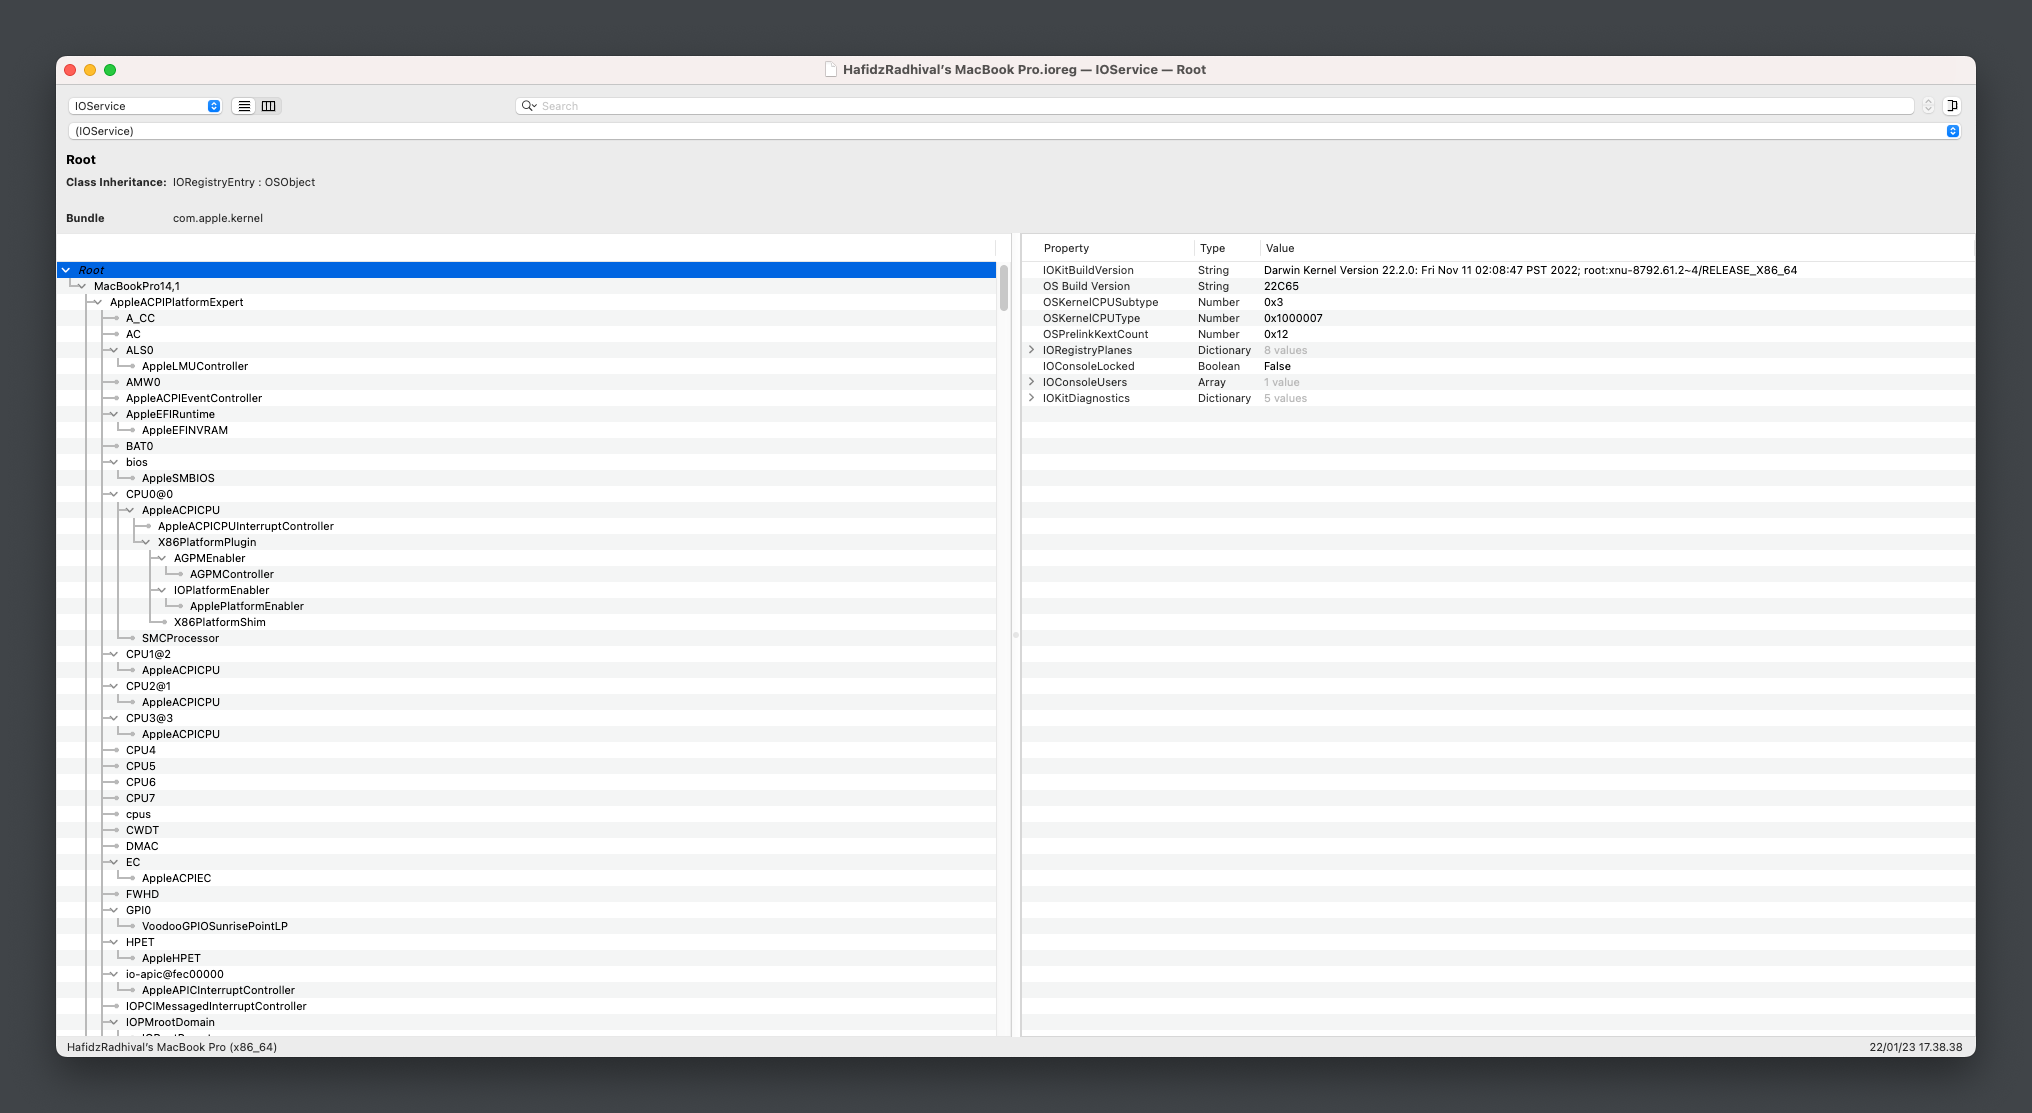 HafidzRadhival's MacBook Pro.ioreg — IOService — Root
IOService
Search
(IOService)
Root
Class Inheritance: IORegistryEntry : OSObject
Bundle com.apple.kernel
Property Type Value
Root
MacBookPro14,1
AppleACPIPlatformExpert
A_CC
AC
ALS0
AppleLMUController
AMW0
AppleACPIEventController
AppleEFIRuntime
AppleEFINVRAM
BAT0
bios
AppleSMBIOS
CPU0@0
AppleACPICPU
AppleACPICPUInterruptController
X86PlatformPlugin
AGPMEnabler
AGPMController
IOPlatformEnabler
ApplePlatformEnabler
X86PlatformShim
SMCProcessor
CPU1@2
AppleACPICPU
CPU2@1
AppleACPICPU
CPU3@3
AppleACPICPU
CPU4
CPU5
CPU6
CPU7
cpus
CWDT
DMAC
EC
AppleACPIEC
FWHD
GPI0
VoodooGPIOSunrisePointLP
HPET
AppleHPET
io-apic@fec00000
AppleAPICInterruptController
IOPCIMessagedInterruptController
IOPMrootDomain
IOKitBuildVersion String Darwin Kernel Version 22.2.0: Fri Nov 11 02:08:47 PST 2022; root:xnu-8792.61.2~4/RELEASE_X86_64
OS Build Version String 22C65
OSKernelCPUSubtype Number 0x3
OSKernelCPUType Number 0x1000007
OSPrelinkKextCount Number 0x12
IORegistryPlanes Dictionary 8 values
IOConsoleLocked Boolean False
IOConsoleUsers Array 1 value
IOKitDiagnostics Dictionary 5 values
HafidzRadhival's MacBook Pro (x86_64)
22/01/23 17.38.38